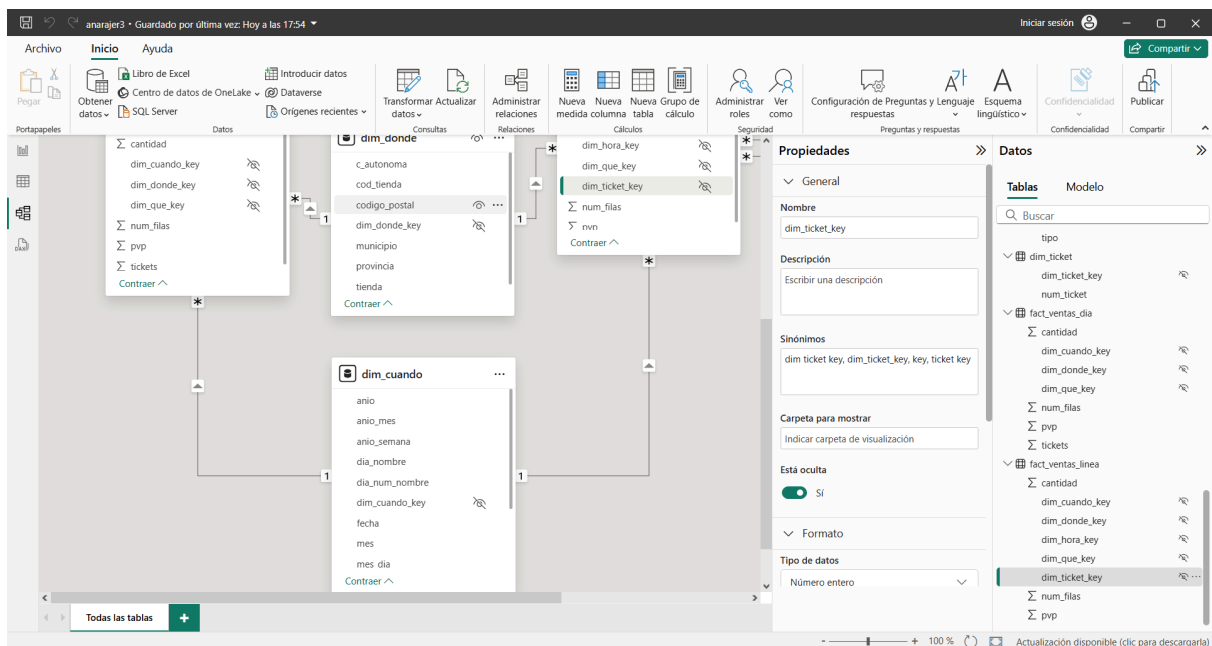 anarajer3 • Guardado por última vez: Hoy a las 17:54
Iniciar sesión
Archivo
Inicio
Ayuda
Compartir
Pegar
Obtener datos
Libro de Excel
Centro de datos de OneLake
SQL Server
Introducir datos
Dataverse
Orígenes recientes
Transformar datos
Actualizar
Administrar relaciones
Nueva medida
Nueva columna
Nueva tabla
Grupo de cálculo
Administrar roles
Ver como
Configuración de Preguntas y respuestas
Lenguaje
Esquema lingüístico
Confidencialidad
Publicar
Portapapeles
Datos
Consultas
Relaciones
Cálculos
Seguridad
Preguntas y respuestas
Confidencialidad
Compartir
cantidad
dim_cuando_key
dim_donde_key
dim_que_key
num_filas
pvp
tickets
Contraer
dim_donde
c_autonoma
cod_tienda
codigo_postal
dim_donde_key
municipio
provincia
tienda
Contraer
dim_hora_key
dim_que_key
dim_ticket_key
num_filas
pvp
Contraer
*
1
1
*
*
*
*
*
1
1
dim_cuando
anio
anio_mes
anio_semana
dia_nombre
dia_num_nombre
dim_cuando_key
fecha
mes
mes_dia
Contraer
Propiedades
General
Nombre
dim_ticket_key
Descripción
Escribir una descripción
Sinónimos
dim ticket key, dim_ticket_key, key, ticket key
Carpeta para mostrar
Indicar carpeta de visualización
Está oculta
Sí
Formato
Tipo de datos
Número entero
Datos
Tablas
Modelo
Buscar
tipo
dim_ticket
dim_ticket_key
num_ticket
fact_ventas_dia
cantidad
dim_cuando_key
dim_donde_key
dim_que_key
num_filas
pvp
tickets
fact_ventas_linea
cantidad
dim_cuando_key
dim_donde_key
dim_hora_key
dim_que_key
dim_ticket_key
num_filas
pvp
Todas las tablas
- + 100 %
Actualización disponible (clic para descargarla)